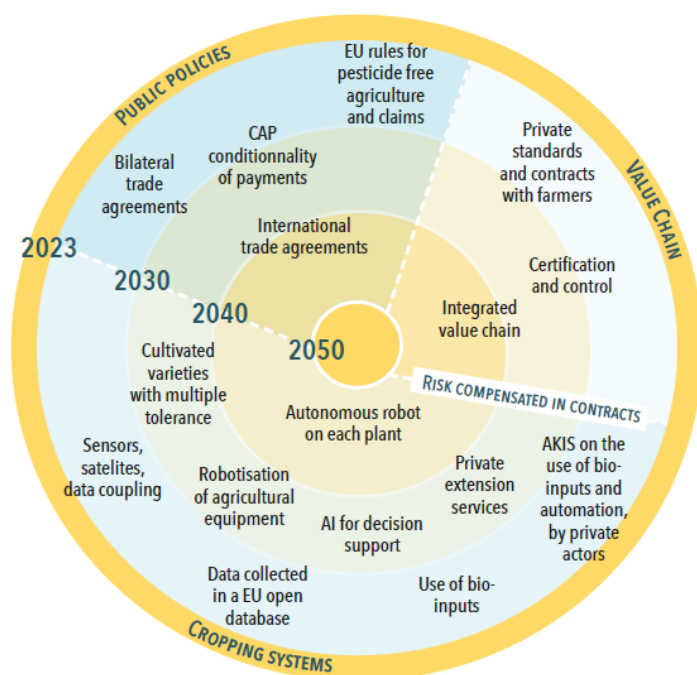 PUBLIC POLICIES
EU rules for
pesticide free
agriculture
and claims
CAP
conditionnality
of payments
Bilateral
trade
agreements
International
trade agreements
VALUE CHAIN
Private
standards
and contracts
with farmers
Certification
and control
Integrated
value chain
2023
2030
2040
2050
RISK COMPENSATED IN CONTRACTS
Cultivated
varieties
with multiple
tolerance
Autonomous robot
on each plant
Sensors,
satelites,
data coupling
Robotisation
of agricultural
equipment
AI for decision
support
Private
extension
services
AKIS on the
use of bio-
inputs and
automation,
by private
actors
Data collected
in a EU open
database
Use of bio-
inputs
CROPPING SYSTEMS